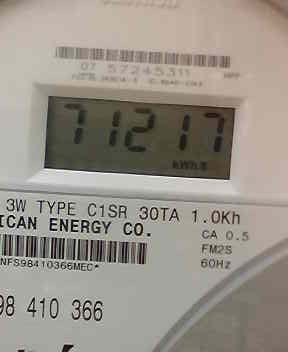 07 57245311
71217
kWh
3W TYPE C1SR 30TA 1.0Kh
ICAN ENERGY CO.
CA 0.5
FM2S
60Hz
NFS98410366MEC*
98 410 366